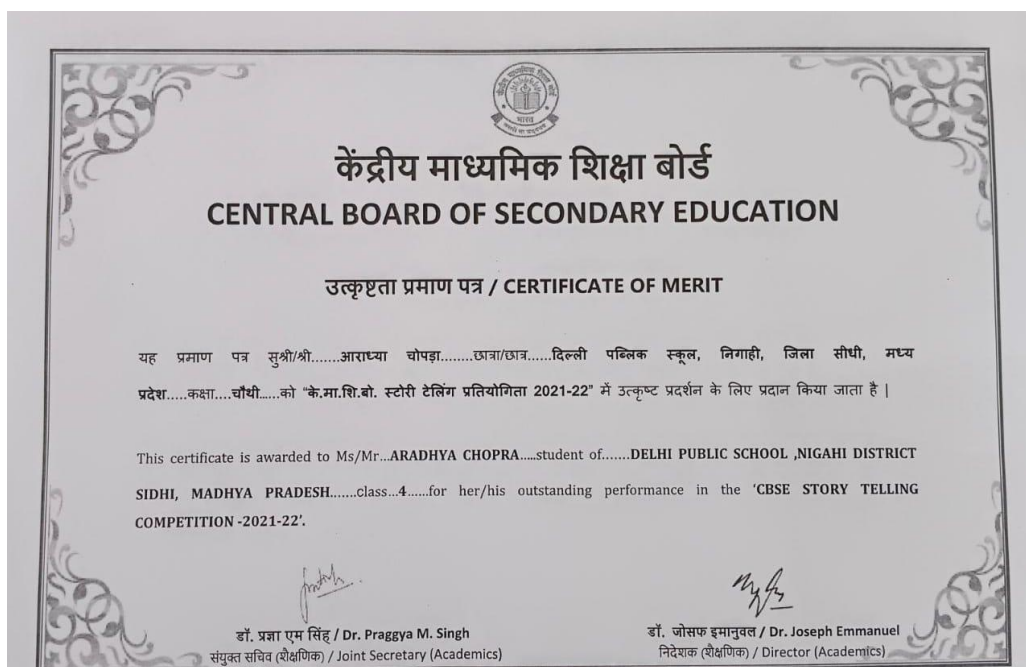 भारत
केंद्रीय माध्यमिक शिक्षा बोर्ड
CENTRAL BOARD OF SECONDARY EDUCATION
उत्कृष्टता प्रमाण पत्र / CERTIFICATE OF MERIT
यह प्रमाण पत्र सुश्री/श्री.......आराध्या चोपड़ा........छात्रा/छात्र......दिल्ली पब्लिक स्कूल, निगाही, जिला सीधी, मध्य
प्रदेश.....कक्षा....चौथी......को "के.मा.शि.बो. स्टोरी टेलिंग प्रतियोगिता 2021-22" में उत्कृष्ट प्रदर्शन के लिए प्रदान किया जाता है |
This certificate is awarded to Ms/Mr...ARADHYA CHOPRA.....student of.......DELHI PUBLIC SCHOOL ,NIGAHI DISTRICT
SIDHI, MADHYA PRADESH.......class...4......for her/his outstanding performance in the 'CBSE STORY TELLING
COMPETITION -2021-22'.
डॉ. प्रज्ञा एम सिंह / Dr. Praggya M. Singh
संयुक्त सचिव (शैक्षणिक) / Joint Secretary (Academics)
डॉ. जोसफ इमानुवल / Dr. Joseph Emmanuel
निदेशक (शैक्षणिक) / Director (Academics)